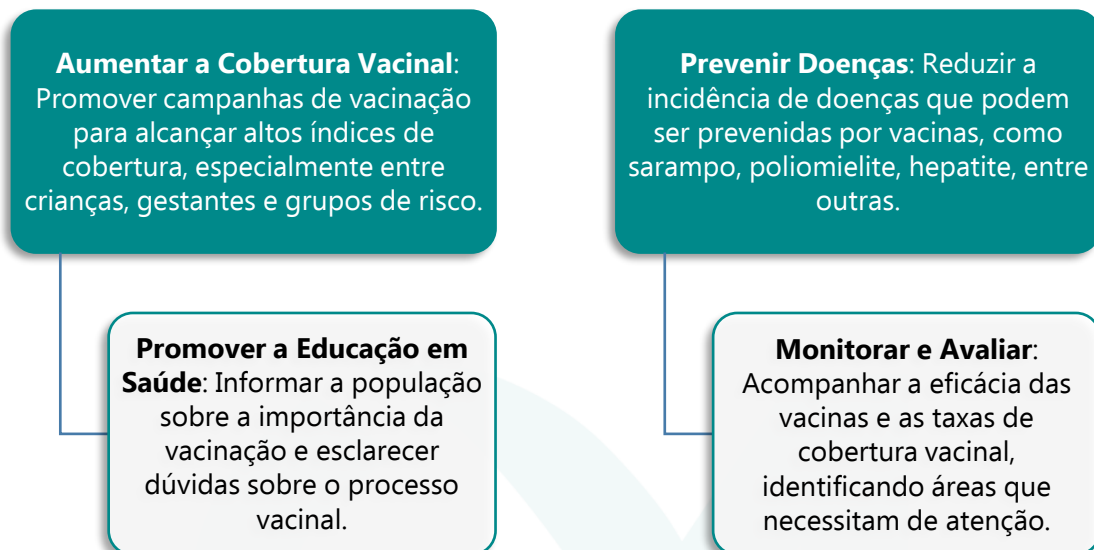 Aumentar a Cobertura Vacinal:
Promover campanhas de vacinação
para alcançar altos índices de
cobertura, especialmente entre
crianças, gestantes e grupos de risco.
Promover a Educação em
Saúde: Informar a população
sobre a importância da
vacinação e esclarecer
dúvidas sobre o processo
vacinal.
Prevenir Doenças: Reduzir a
incidência de doenças que podem
ser prevenidas por vacinas, como
sarampo, poliomielite, hepatite, entre
outras.
Monitorar e Avaliar:
Acompanhar a eficácia das
vacinas e as taxas de
cobertura vacinal,
identificando áreas que
necessitam de atenção.